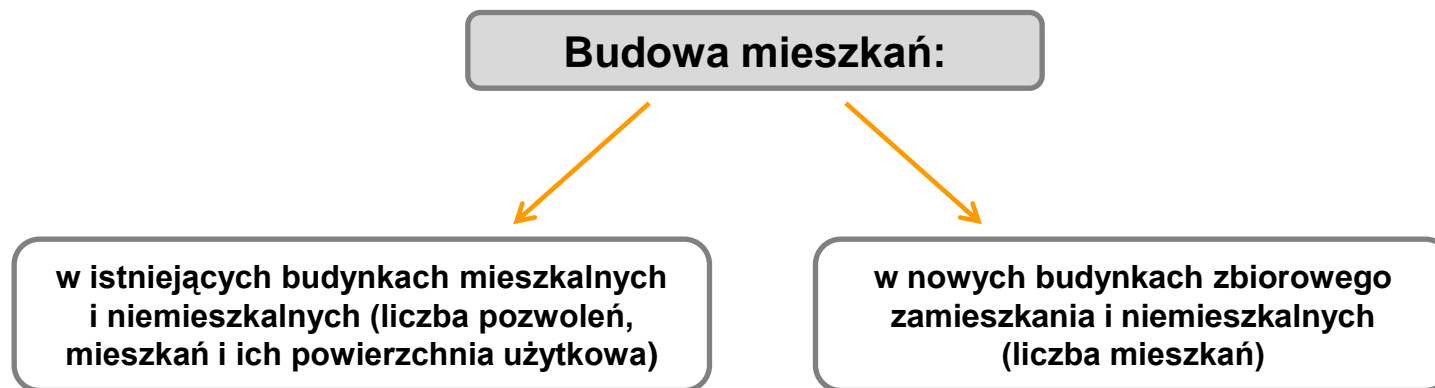 Budowa mieszkań:
w istniejących budynkach mieszkalnych
i niemieszkalnych (liczba pozwoleń,
mieszkań i ich powierzchnia użytkowa)
w nowych budynkach zbiorowego
zamieszkania i niemieszkalnych
(liczba mieszkań)